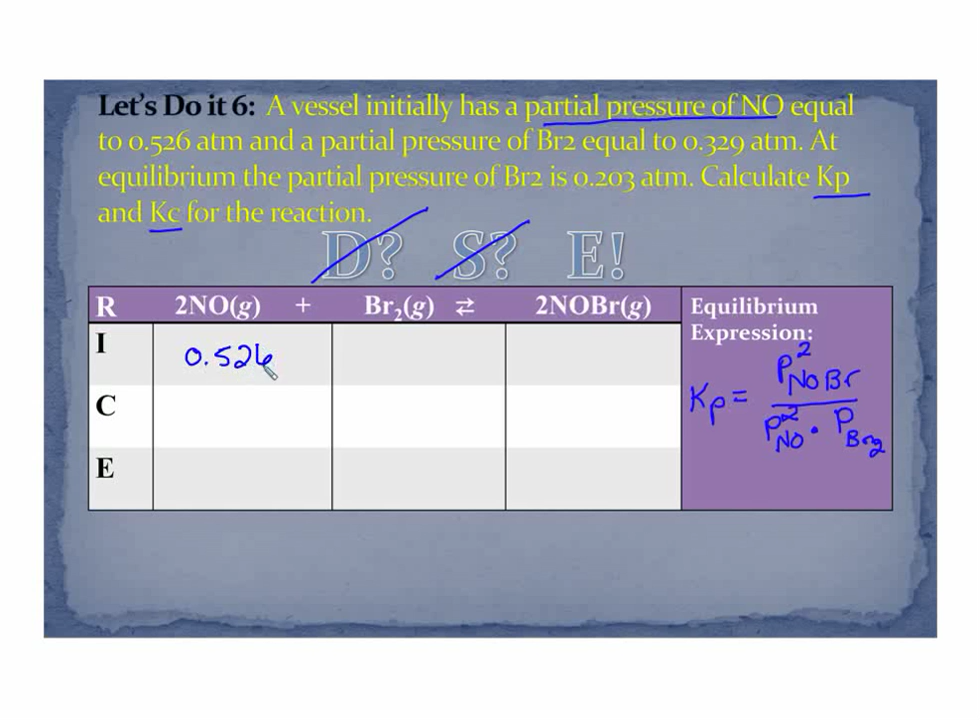 Let's Do it 6: A vessel initially has a partial pressure of NO equal
to 0.526 atm and a partial pressure of Br2 equal to 0.329 atm. At
equilibrium the partial pressure of Br2 is 0.203 atm. Calculate Kp
and Kc for the reaction.
D? S? E!
R 2NO(g) + Br₂(g) ⇄ 2NOBr(g) Equilibrium
Expression:
I 0.526
C
E
Kp = P²NOBr / P²NO · PBr2